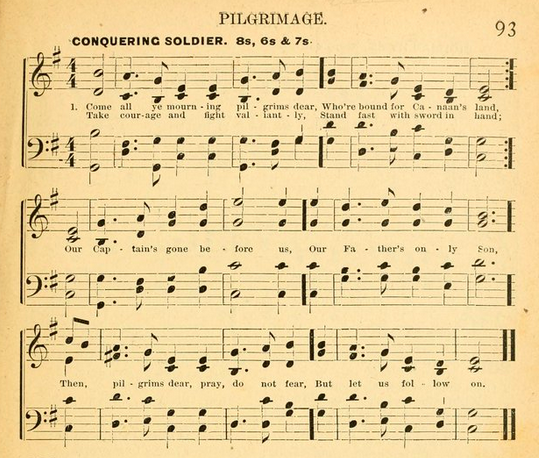 PILGRIMAGE.
93
CONQUERING SOLDIER. 8s, 6s & 7s.
1. Come all ye mourn - ing pil - grims dear, Who're bound for Ca - naan's land,
Take cour-age and fight val - iant - ly, Stand fast with sword in hand;
Our Cap - tain's gone be - fore us, Our Fa - ther's on - ly Son,
Then, pil - grims dear, pray, do not fear, But let us fol - low on.